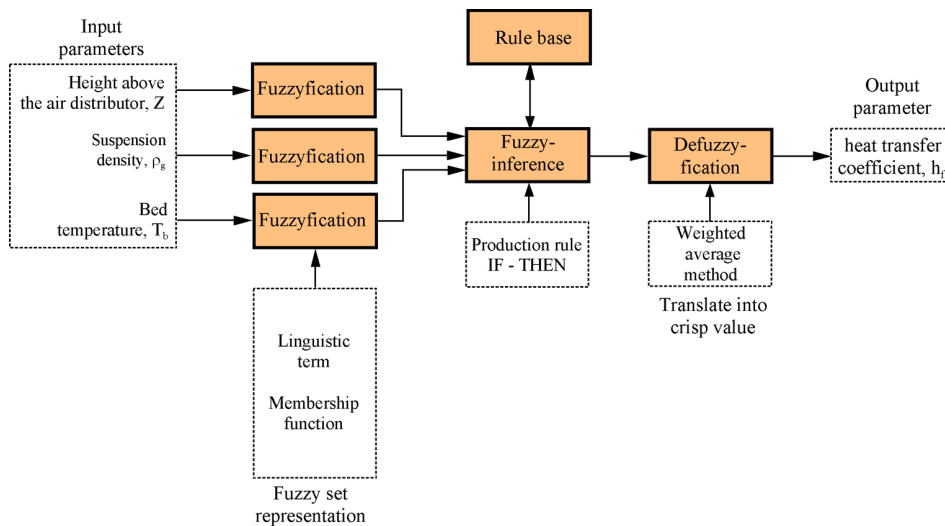 Input
parameters
Height above
the air distributor, Z
Suspension
density, ρg
Bed
temperature, Tb
Fuzzyfication
Fuzzyfication
Fuzzyfication
Linguistic
term
Membership
function
Fuzzy set
representation
Rule base
Fuzzy-
inference
Production rule
IF - THEN
Defuzzy-
fication
Weighted
average
method
Translate into
crisp value
Output
parameter
heat transfer
coefficient, hf